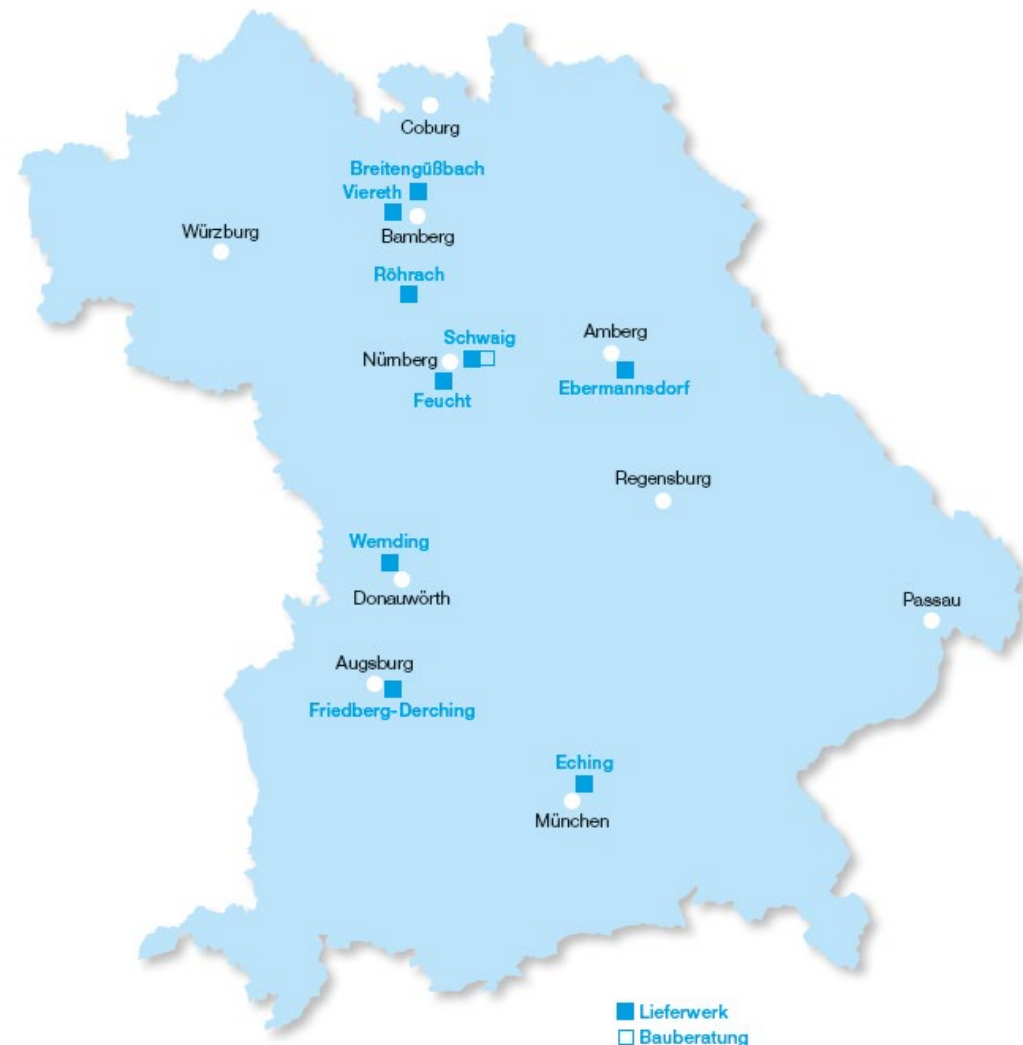 Coburg
Breitengüßbach
Viereth
Bamberg
Würzburg
Röhrach
Schwaig
Nürnberg
Feucht
Amberg
Ebermannsdorf
Regensburg
Wemding
Donauwörth
Passau
Augsburg
Friedberg-Derching
Eching
München
Lieferwerk
Bauberatung